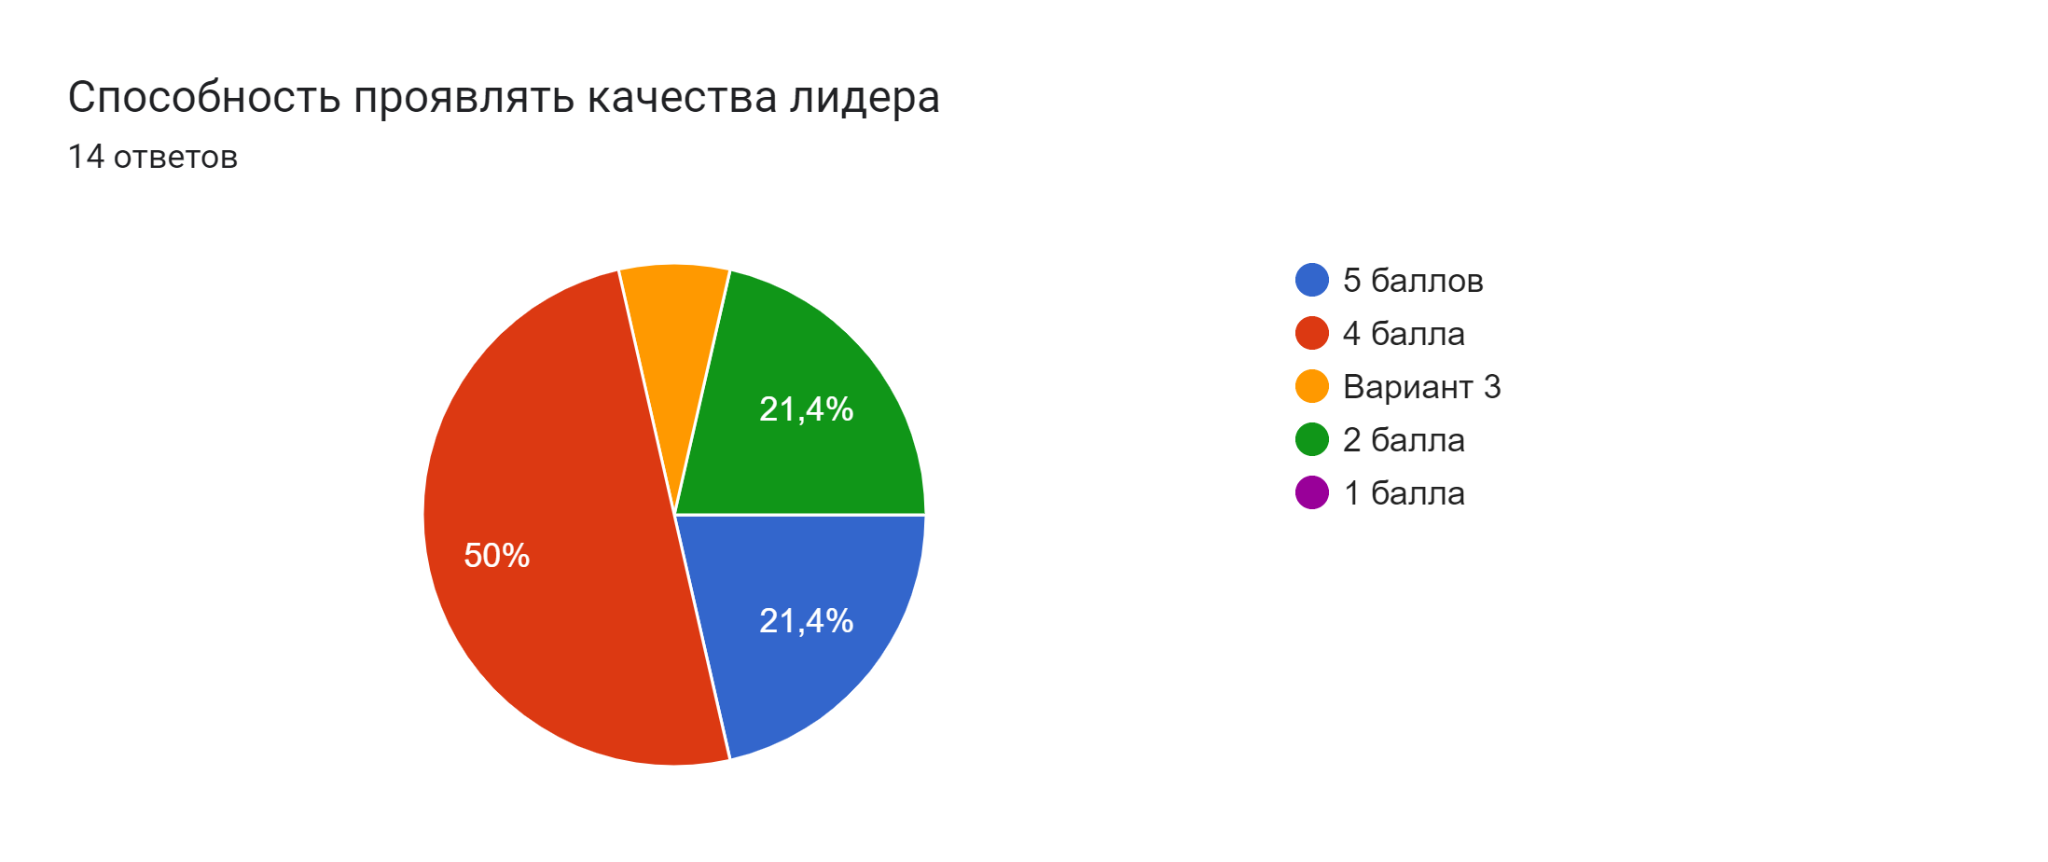 Способность проявлять качества лидера
14 ответов
5 баллов
4 балла
Вариант 3
2 балла
1 балла
21,4%
50%
21,4%